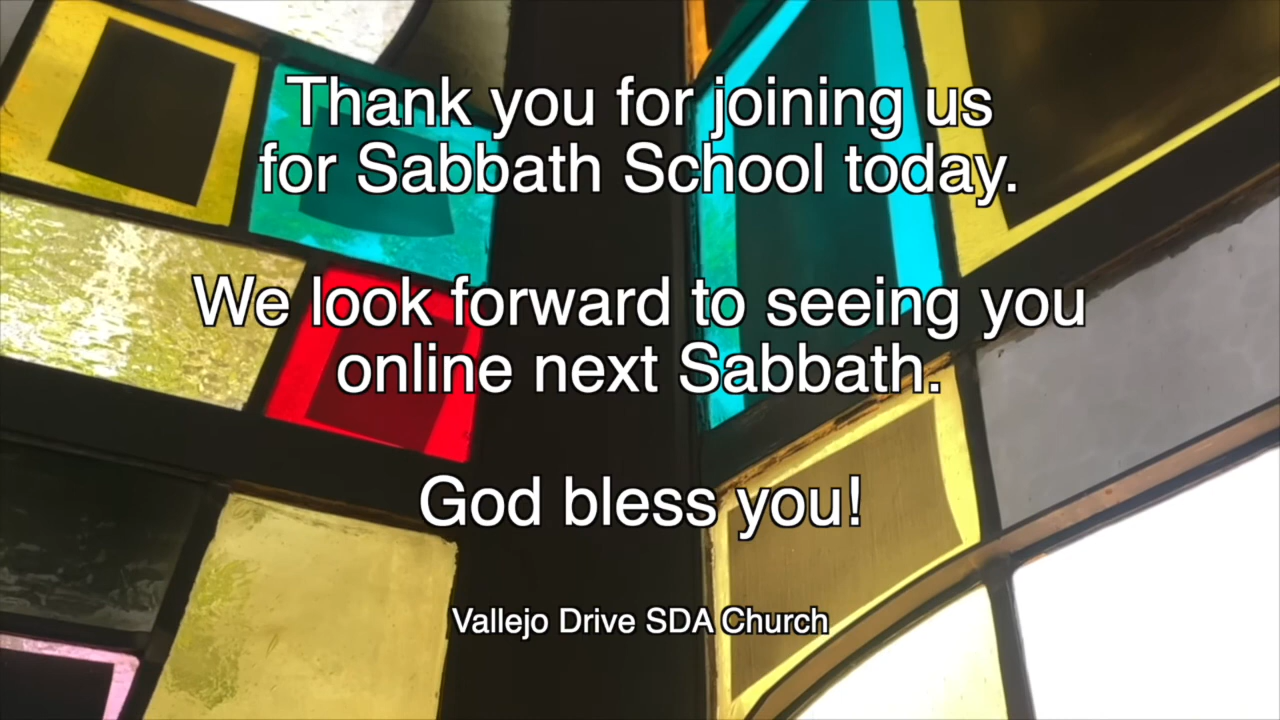 Thank you for joining us
for Sabbath School today.
We look forward to seeing you
online next Sabbath.
God bless you!
Vallejo Drive SDA Church